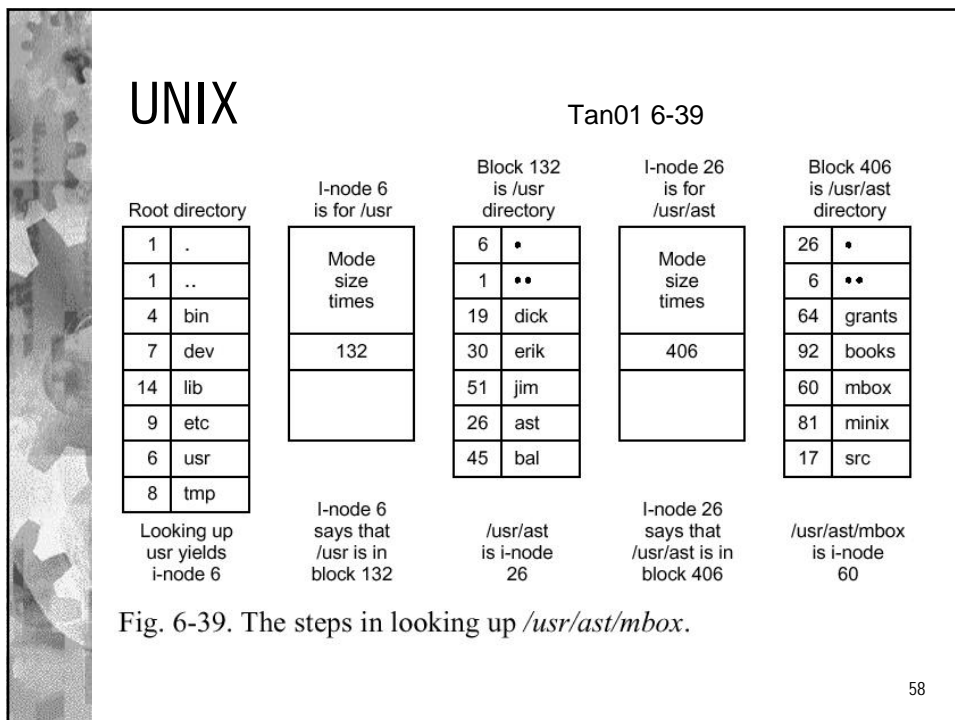 UNIX
Tan01 6-39
Root directory
1 .
1 ..
4 bin
7 dev
14 lib
9 etc
6 usr
8 tmp
Looking up
usr yields
i-node 6
I-node 6
is for /usr
Mode
size
times
132
I-node 6
says that
/usr is in
block 132
Block 132
is /usr
directory
6 •
1 ••
19 dick
30 erik
51 jim
26 ast
45 bal
/usr/ast
is i-node
26
I-node 26
is for
/usr/ast
Mode
size
times
406
I-node 26
says that
/usr/ast is in
block 406
Block 406
is /usr/ast
directory
26 •
6 ••
64 grants
92 books
60 mbox
81 minix
17 src
/usr/ast/mbox
is i-node
60
Fig. 6-39. The steps in looking up /usr/ast/mbox.
58